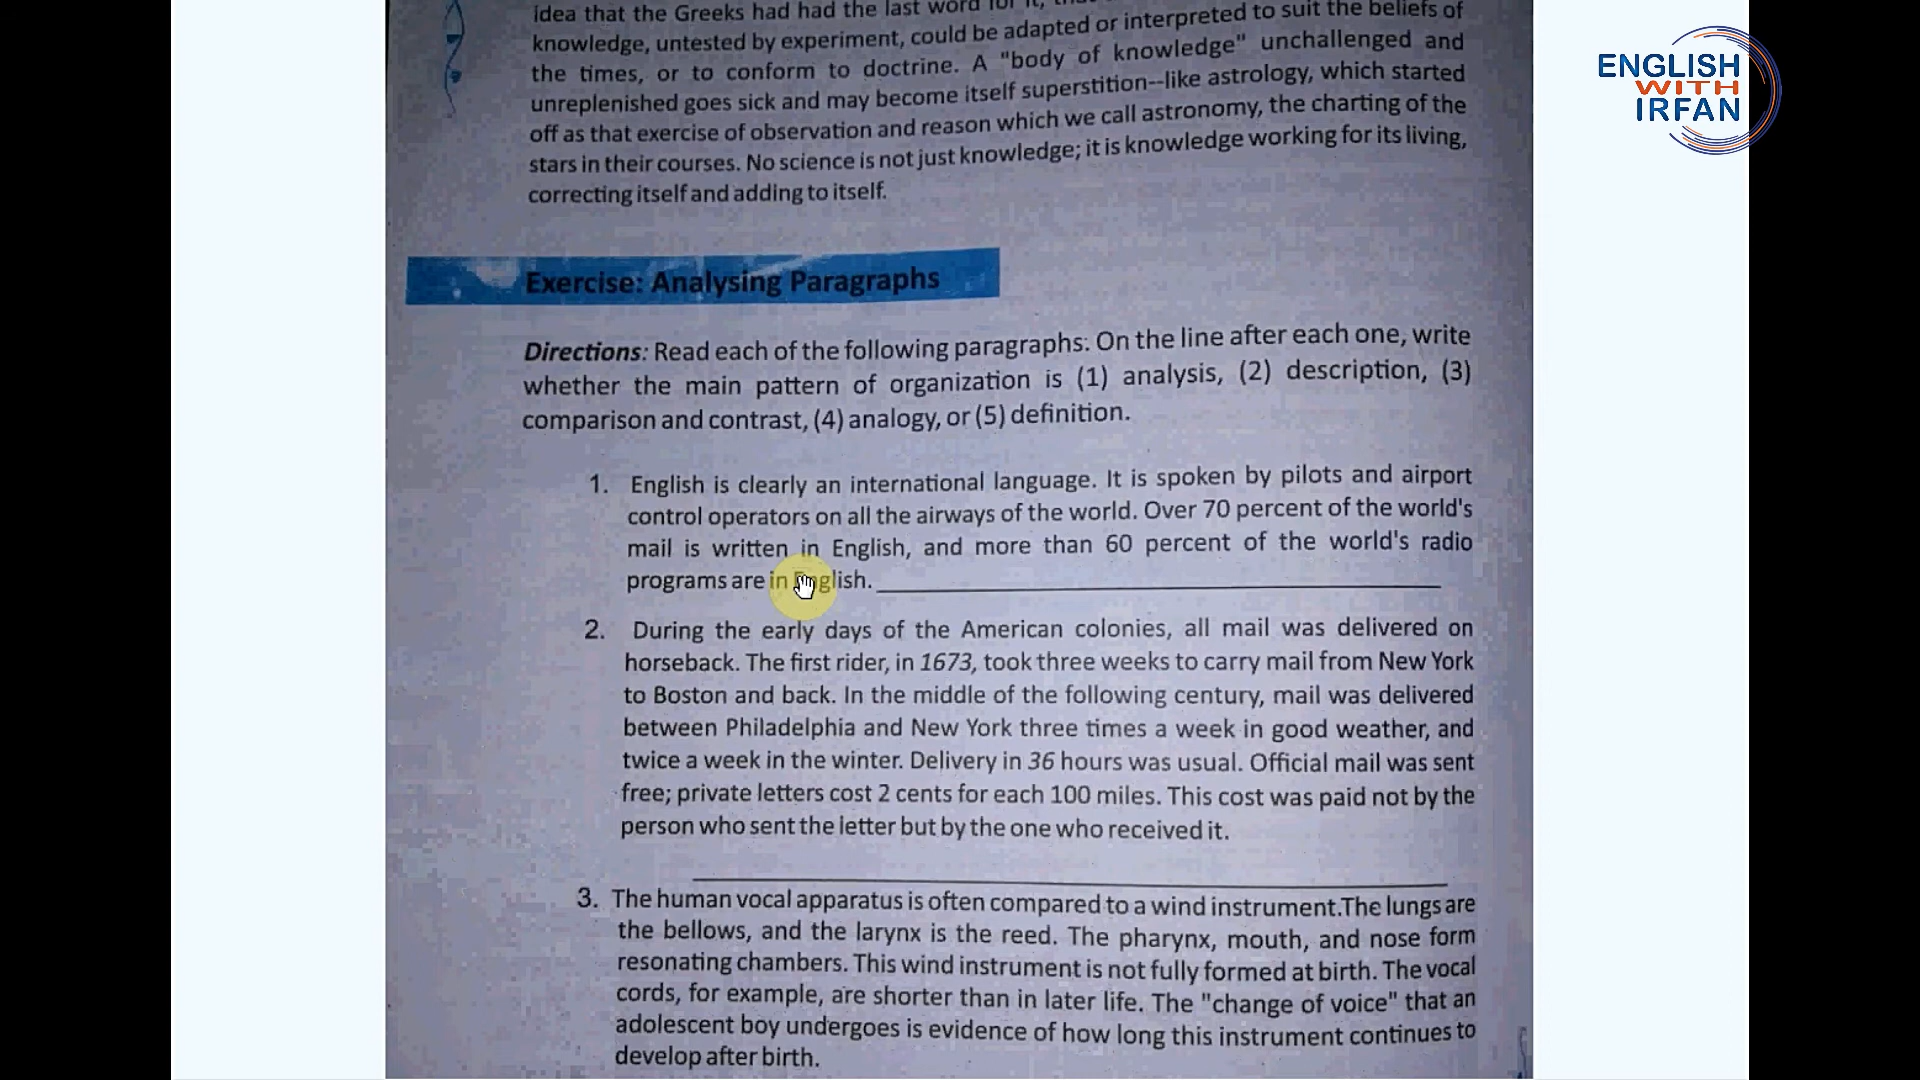 idea that the Greeks had had the last word for it,
knowledge, untested by experiment, could be adapted or interpreted to suit the beliefs of
the times, or to conform to doctrine. A "body of knowledge" unchallenged and
unreplenished goes sick and may become itself superstition--like astrology, which started
off as that exercise of observation and reason which we call astronomy, the charting of the
stars in their courses. No science is not just knowledge; it is knowledge working for its living,
correcting itself and adding to itself.
ENGLISH
WITH
IRFAN
Exercise: Analysing Paragraphs
Directions: Read each of the following paragraphs. On the line after each one, write
whether the main pattern of organization is (1) analysis, (2) description, (3)
comparison and contrast, (4) analogy, or (5) definition.
1. English is clearly an international language. It is spoken by pilots and airport
control operators on all the airways of the world. Over 70 percent of the world's
mail is written in English, and more than 60 percent of the world's radio
programs are in English.
2. During the early days of the American colonies, all mail was delivered on
horseback. The first rider, in 1673, took three weeks to carry mail from New York
to Boston and back. In the middle of the following century, mail was delivered
between Philadelphia and New York three times a week in good weather, and
twice a week in the winter. Delivery in 36 hours was usual. Official mail was sent
free; private letters cost 2 cents for each 100 miles. This cost was paid not by the
person who sent the letter but by the one who received it.
3. The human vocal apparatus is often compared to a wind instrument.The lungs are
the bellows, and the larynx is the reed. The pharynx, mouth, and nose form
resonating chambers. This wind instrument is not fully formed at birth. The vocal
cords, for example, are shorter than in later life. The "change of voice" that an
adolescent boy undergoes is evidence of how long this instrument continues to
develop after birth.